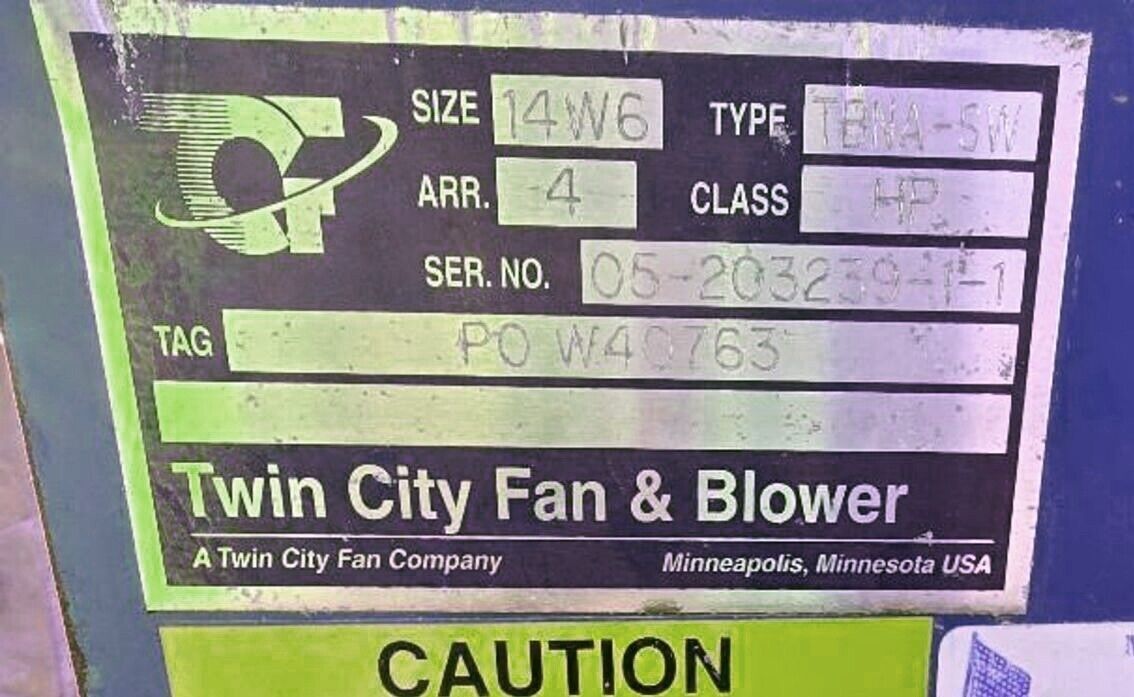 SIZE 14W6 TYPE TBNA-SW
ARR. 4 CLASS HP
SER. NO. 05-203239-1-1
TAG PO W40763
Twin City Fan & Blower
A Twin City Fan Company Minneapolis, Minnesota USA
CAUTION